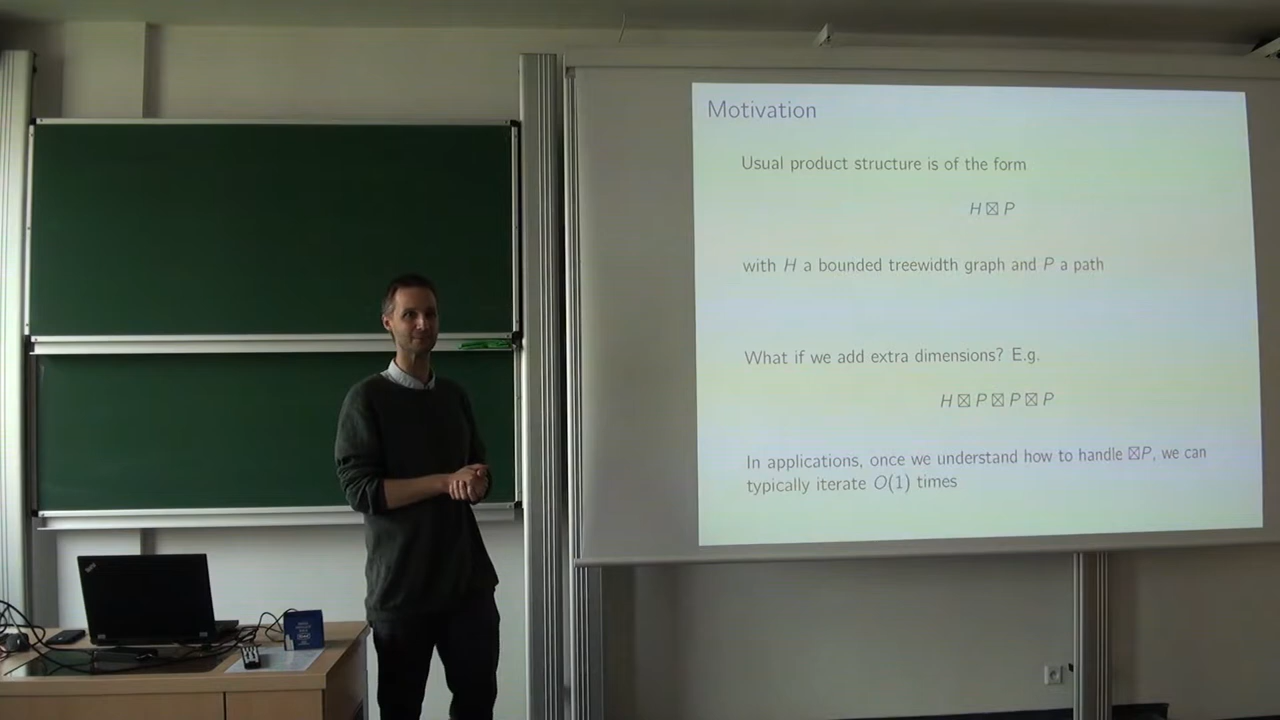 Motivation
Usual product structure is of the form
H ⊠ P
with H a bounded treewidth graph and P a path
What if we add extra dimensions? E.g.
H ⊠ P ⊠ P ⊠ P
In applications, once we understand how to handle ⊠P, we can
typically iterate O(1) times